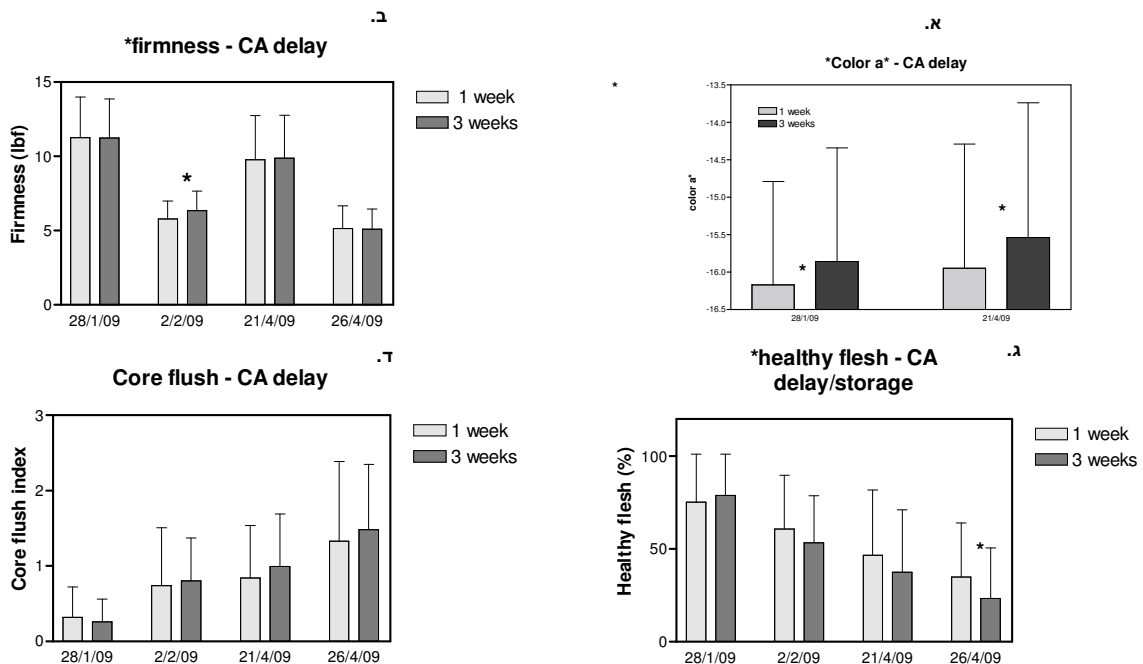 א.
*Color a* - CA delay
*
-13.5
-14.0
-14.5
-15.0
-15.5
-16.0
-16.5
color a*
1 week
3 weeks
*
*
28/1/09
21/4/09
ב.
*firmness - CA delay
15
10
5
0
Firmness (lbf)
1 week
3 weeks
*
28/1/09
2/2/09
21/4/09
26/4/09
ג.
*healthy flesh - CA
delay/storage
100
50
0
Healthy flesh (%)
1 week
3 weeks
*
28/1/09
2/2/09
21/4/09
26/4/09
ד.
Core flush - CA delay
3
2
1
0
Core flush index
1 week
3 weeks
28/1/09
2/2/09
21/4/09
26/4/09